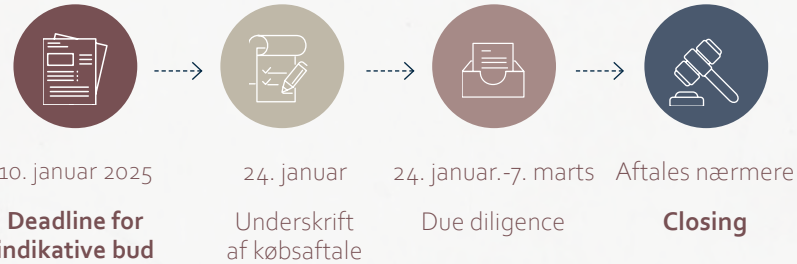 10. januar 2025
Deadline for
indikative bud
24. januar
Underskrift
af købsaftale
24. januar.-7. marts
Due diligence
Aftales nærmere
Closing